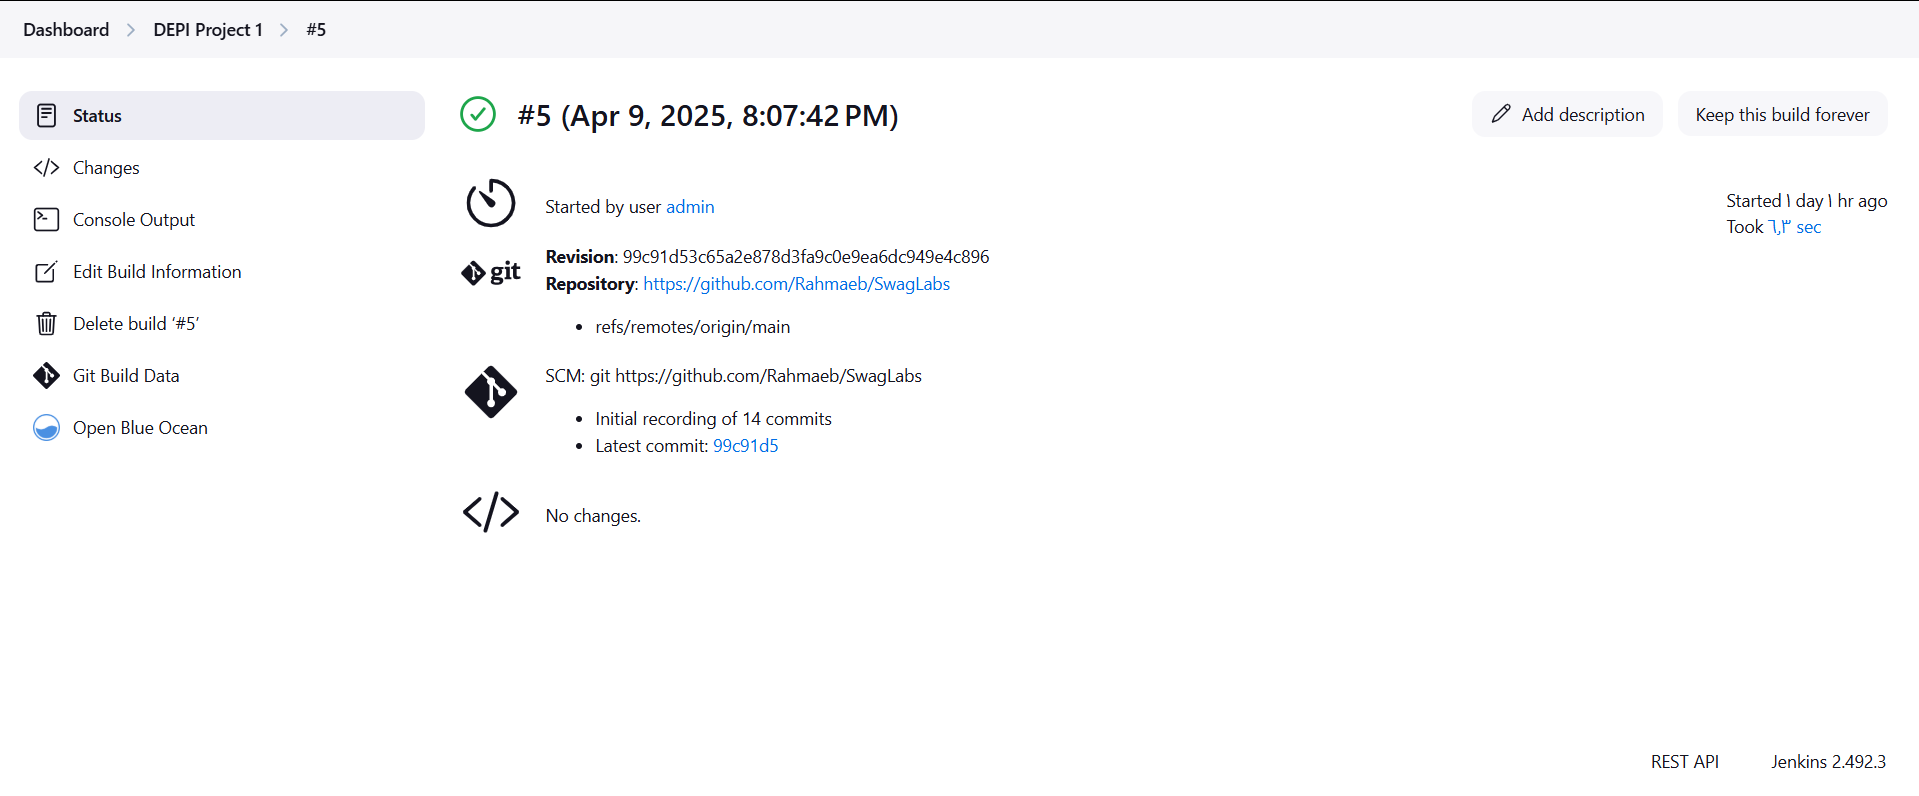 Dashboard > DEPI Project 1 > #5
Status
Changes
Console Output
Edit Build Information
Delete build ‘#5’
Git Build Data
Open Blue Ocean
#5 (Apr 9, 2025, 8:07:42 PM)
Add description
Keep this build forever
Started by user admin
Started ١ day ١ hr ago
Took ٦٫٣ sec
git
Revision: 99c91d53c65a2e878d3fa9c0e9ea6dc949e4c896
Repository: https://github.com/Rahmaeb/SwagLabs
• refs/remotes/origin/main
SCM: git https://github.com/Rahmaeb/SwagLabs
• Initial recording of 14 commits
• Latest commit: 99c91d5
No changes.
REST API
Jenkins 2.492.3